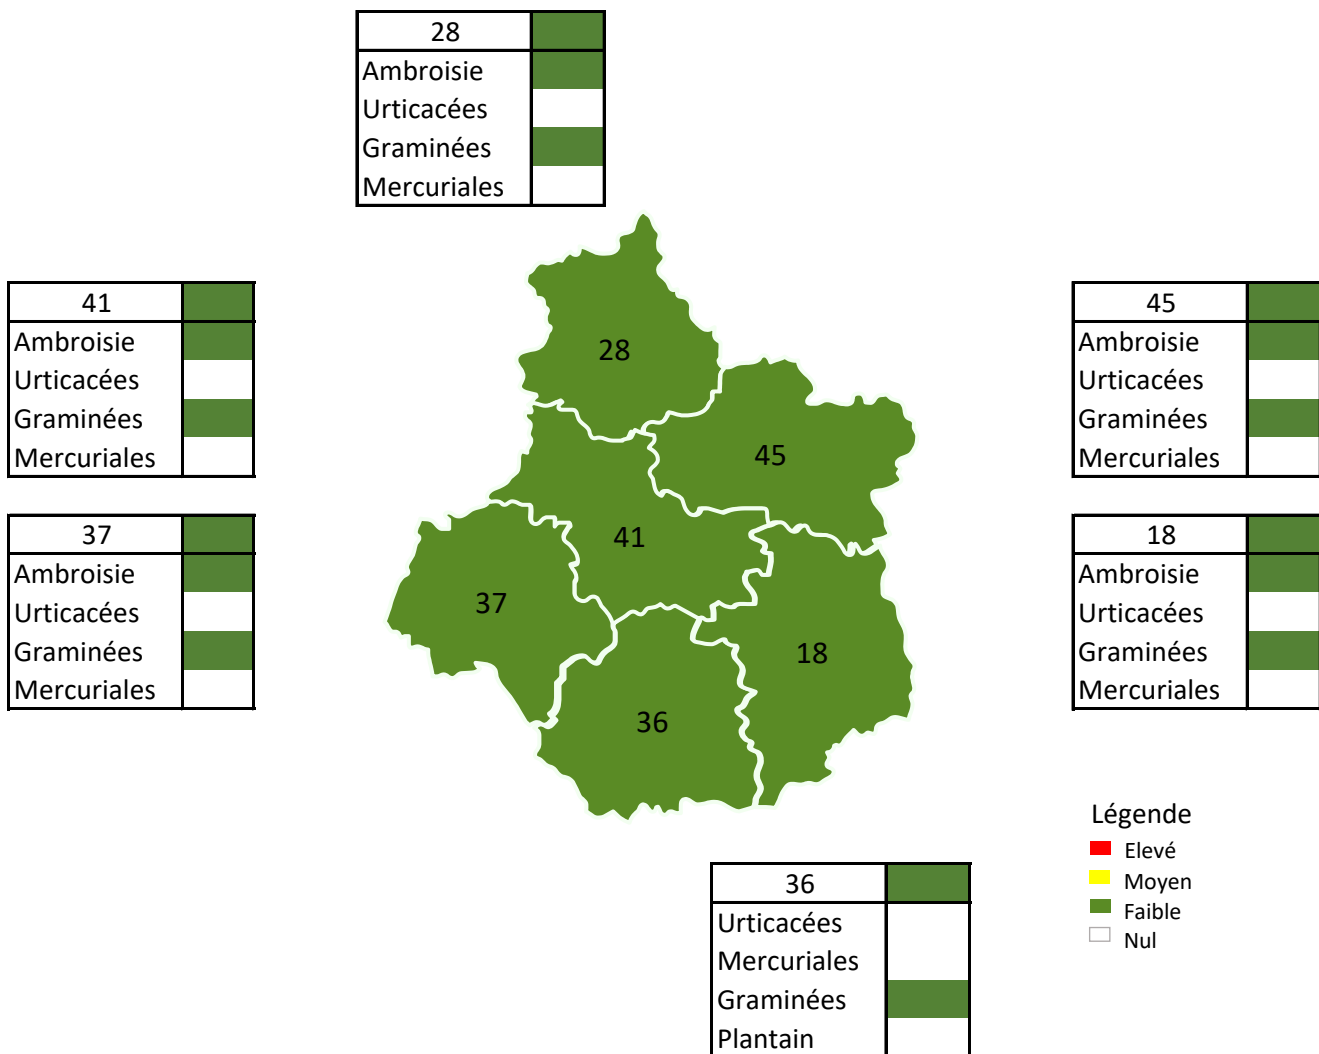 28
Ambroisie
Urticacées
Graminées
Mercuriales
41
Ambroisie
Urticacées
Graminées
Mercuriales
45
Ambroisie
Urticacées
Graminées
Mercuriales
37
Ambroisie
Urticacées
Graminées
Mercuriales
18
Ambroisie
Urticacées
Graminées
Mercuriales
28
45
41
37
18
36
Légende
Elevé
Moyen
Faible
Nul
36
Urticacées
Mercuriales
Graminées
Plantain